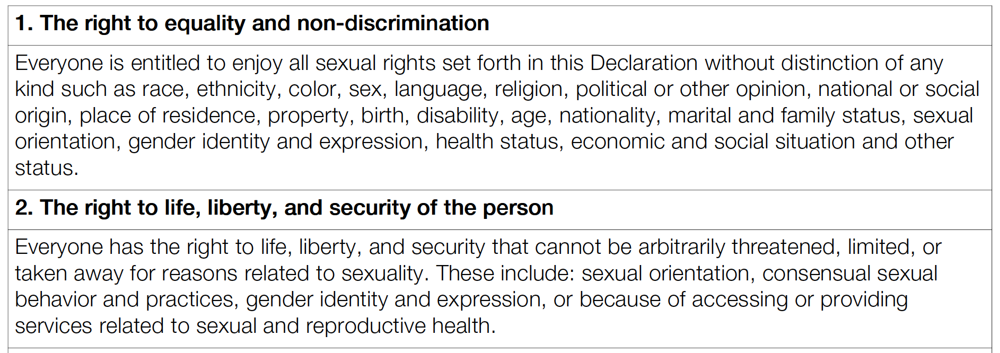 1. The right to equality and non-discrimination
Everyone is entitled to enjoy all sexual rights set forth in this Declaration without distinction of any
kind such as race, ethnicity, color, sex, language, religion, political or other opinion, national or social
origin, place of residence, property, birth, disability, age, nationality, marital and family status, sexual
orientation, gender identity and expression, health status, economic and social situation and other
status.
2. The right to life, liberty, and security of the person
Everyone has the right to life, liberty, and security that cannot be arbitrarily threatened, limited, or
taken away for reasons related to sexuality. These include: sexual orientation, consensual sexual
behavior and practices, gender identity and expression, or because of accessing or providing
services related to sexual and reproductive health.